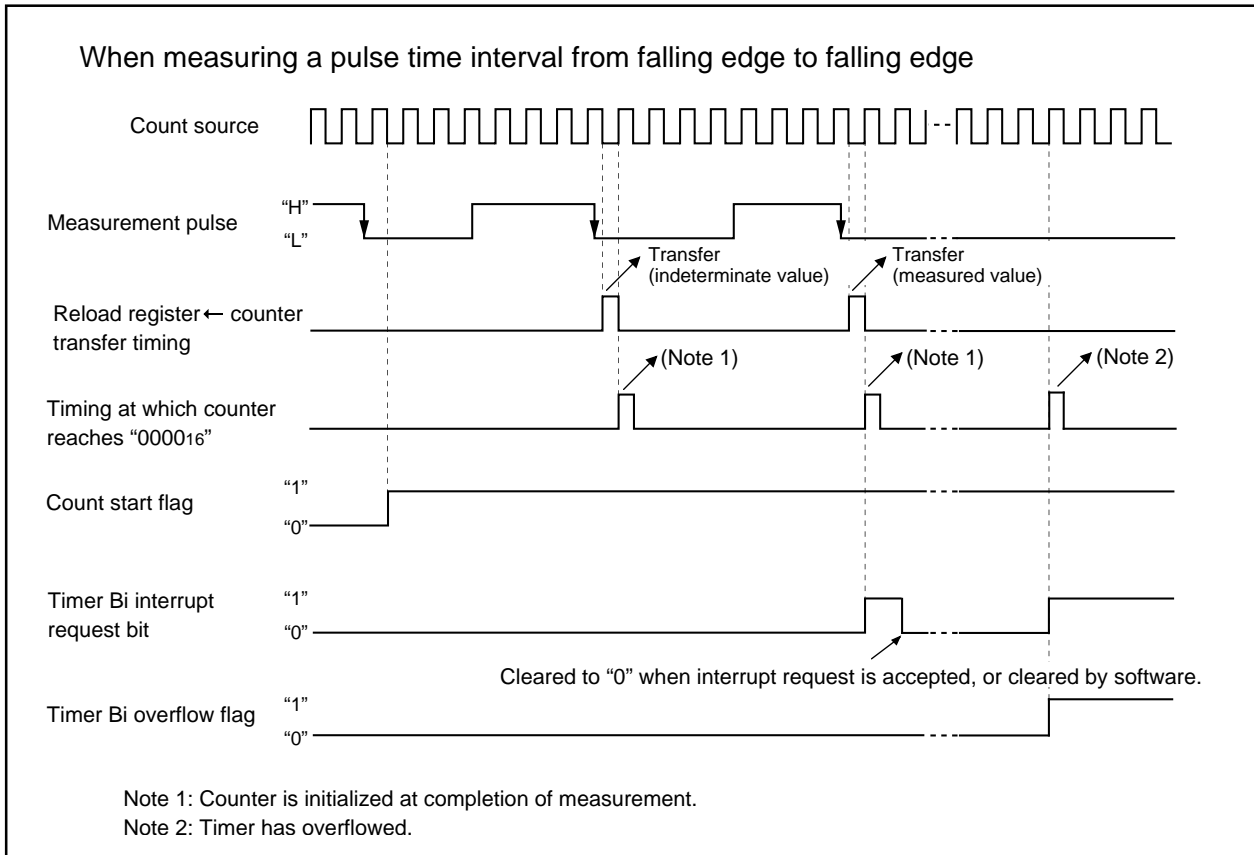 When measuring a pulse time interval from falling edge to falling edge
Count source
Measurement pulse
“H”
“L”
Transfer
(indeterminate value)
Transfer
(measured value)
Reload register ← counter
transfer timing
(Note 1)
(Note 1)
(Note 2)
Timing at which counter
reaches “000016”
Count start flag
“1”
“0”
Timer Bi interrupt
request bit
“1”
“0”
Cleared to “0” when interrupt request is accepted, or cleared by software.
Timer Bi overflow flag
“1”
“0”
Note 1: Counter is initialized at completion of measurement.
Note 2: Timer has overflowed.